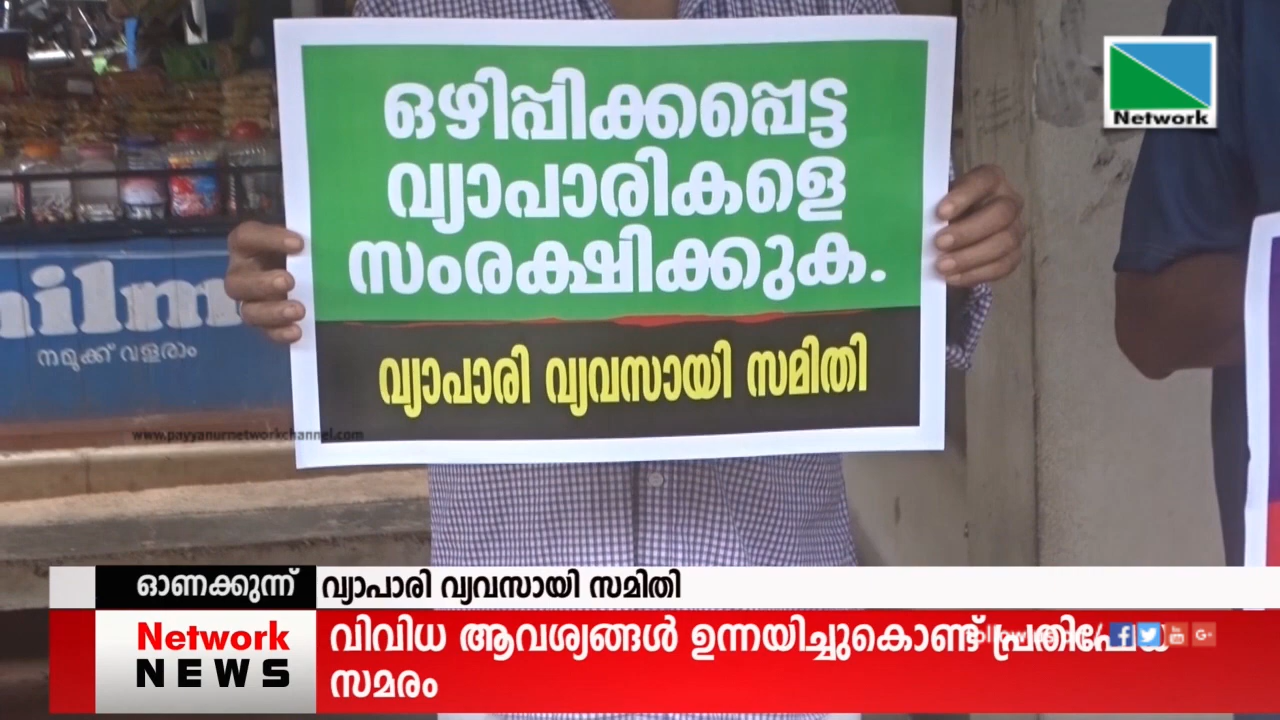 ഒഴിപ്പിക്കപ്പെട്ട
വ്യാപാരികളെ
സംരക്ഷിക്കുക.
വ്യാപാരി വ്യവസായി സമിതി
Network
നമുക്ക് വളരാം
www.payyanurnetworkchannel.com
ഓണക്കുന്ന് വ്യാപാരി വ്യവസായി സമിതി
Network
NEWS
വിവിധ ആവശ്യങ്ങൾ ഉന്നയിച്ചുകൊണ്ട് പ്രതിഷേധ
സമരം